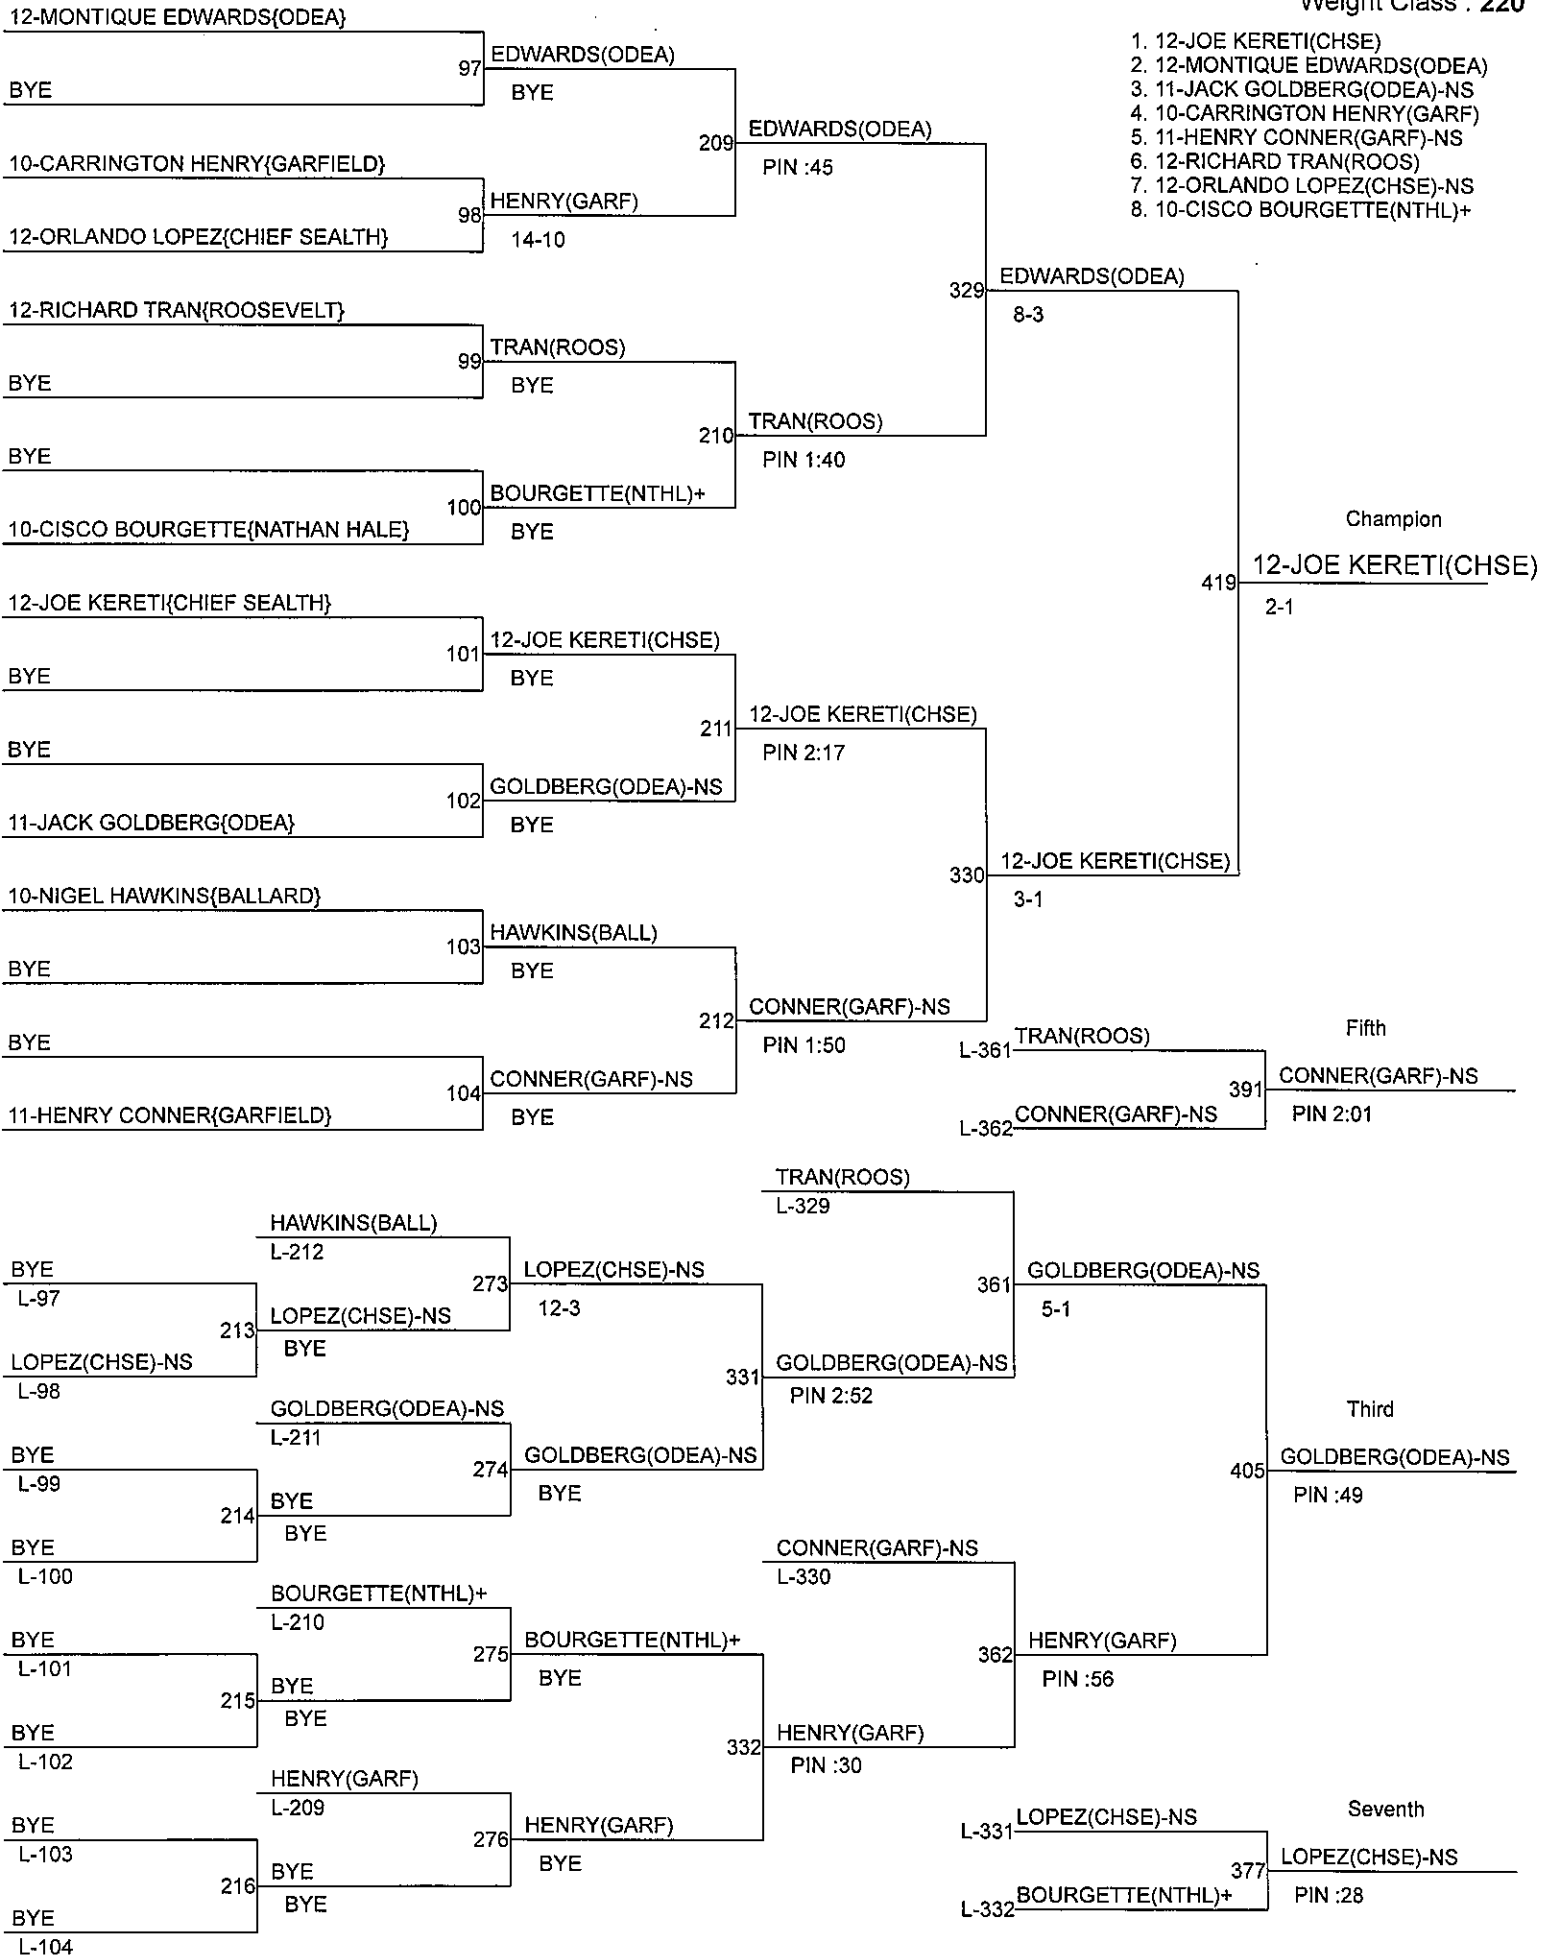 Weight Class : 220
1. 12-JOE KERETI(CHSE)
2. 12-MONTIQUE EDWARDS(ODEA)
3. 11-JACK GOLDBERG(ODEA)-NS
4. 10-CARRINGTON HENRY(GARF)
5. 11-HENRY CONNER(GARF)-NS
6. 12-RICHARD TRAN(ROOS)
7. 12-ORLANDO LOPEZ(CHSE)-NS
8. 10-CISCO BOURGETTE(NTHL)+
12-MONTIQUE EDWARDS{ODEA}
BYE
10-CARRINGTON HENRY{GARFIELD}
12-ORLANDO LOPEZ{CHIEF SEALTH}
12-RICHARD TRAN{ROOSEVELT}
BYE
BYE
10-CISCO BOURGETTE{NATHAN HALE}
12-JOE KERETI{CHIEF SEALTH}
BYE
BYE
11-JACK GOLDBERG{ODEA}
10-NIGEL HAWKINS{BALLARD}
BYE
BYE
11-HENRY CONNER{GARFIELD}
97 EDWARDS(ODEA)
BYE
98 HENRY(GARF)
14-10
99 TRAN(ROOS)
BYE
100 BOURGETTE(NTHL)+
BYE
101 12-JOE KERETI(CHSE)
BYE
102 GOLDBERG(ODEA)-NS
BYE
103 HAWKINS(BALL)
BYE
104 CONNER(GARF)-NS
BYE
209 EDWARDS(ODEA)
PIN :45
210 TRAN(ROOS)
PIN 1:40
211 12-JOE KERETI(CHSE)
PIN 2:17
212 CONNER(GARF)-NS
PIN 1:50
329 EDWARDS(ODEA)
8-3
330 12-JOE KERETI(CHSE)
3-1
Champion
419 12-JOE KERETI(CHSE)
2-1
Fifth
L-361 TRAN(ROOS)
L-362 CONNER(GARF)-NS
391 CONNER(GARF)-NS
PIN 2:01
BYE
L-97
LOPEZ(CHSE)-NS
L-98
BYE
L-99
BYE
L-100
BYE
L-101
BYE
L-102
BYE
L-103
BYE
L-104
HAWKINS(BALL)
L-212
213 LOPEZ(CHSE)-NS
BYE
GOLDBERG(ODEA)-NS
L-211
214 BYE
BYE
BOURGETTE(NTHL)+
L-210
215 BYE
BYE
HENRY(GARF)
L-209
216 BYE
BYE
273 LOPEZ(CHSE)-NS
12-3
274 GOLDBERG(ODEA)-NS
BYE
275 BOURGETTE(NTHL)+
BYE
276 HENRY(GARF)
BYE
TRAN(ROOS)
L-329
331 GOLDBERG(ODEA)-NS
PIN 2:52
CONNER(GARF)-NS
L-330
332 HENRY(GARF)
PIN :30
361 GOLDBERG(ODEA)-NS
5-1
362 HENRY(GARF)
PIN :56
Third
405 GOLDBERG(ODEA)-NS
PIN :49
Seventh
L-331 LOPEZ(CHSE)-NS
L-332 BOURGETTE(NTHL)+
377 LOPEZ(CHSE)-NS
PIN :28